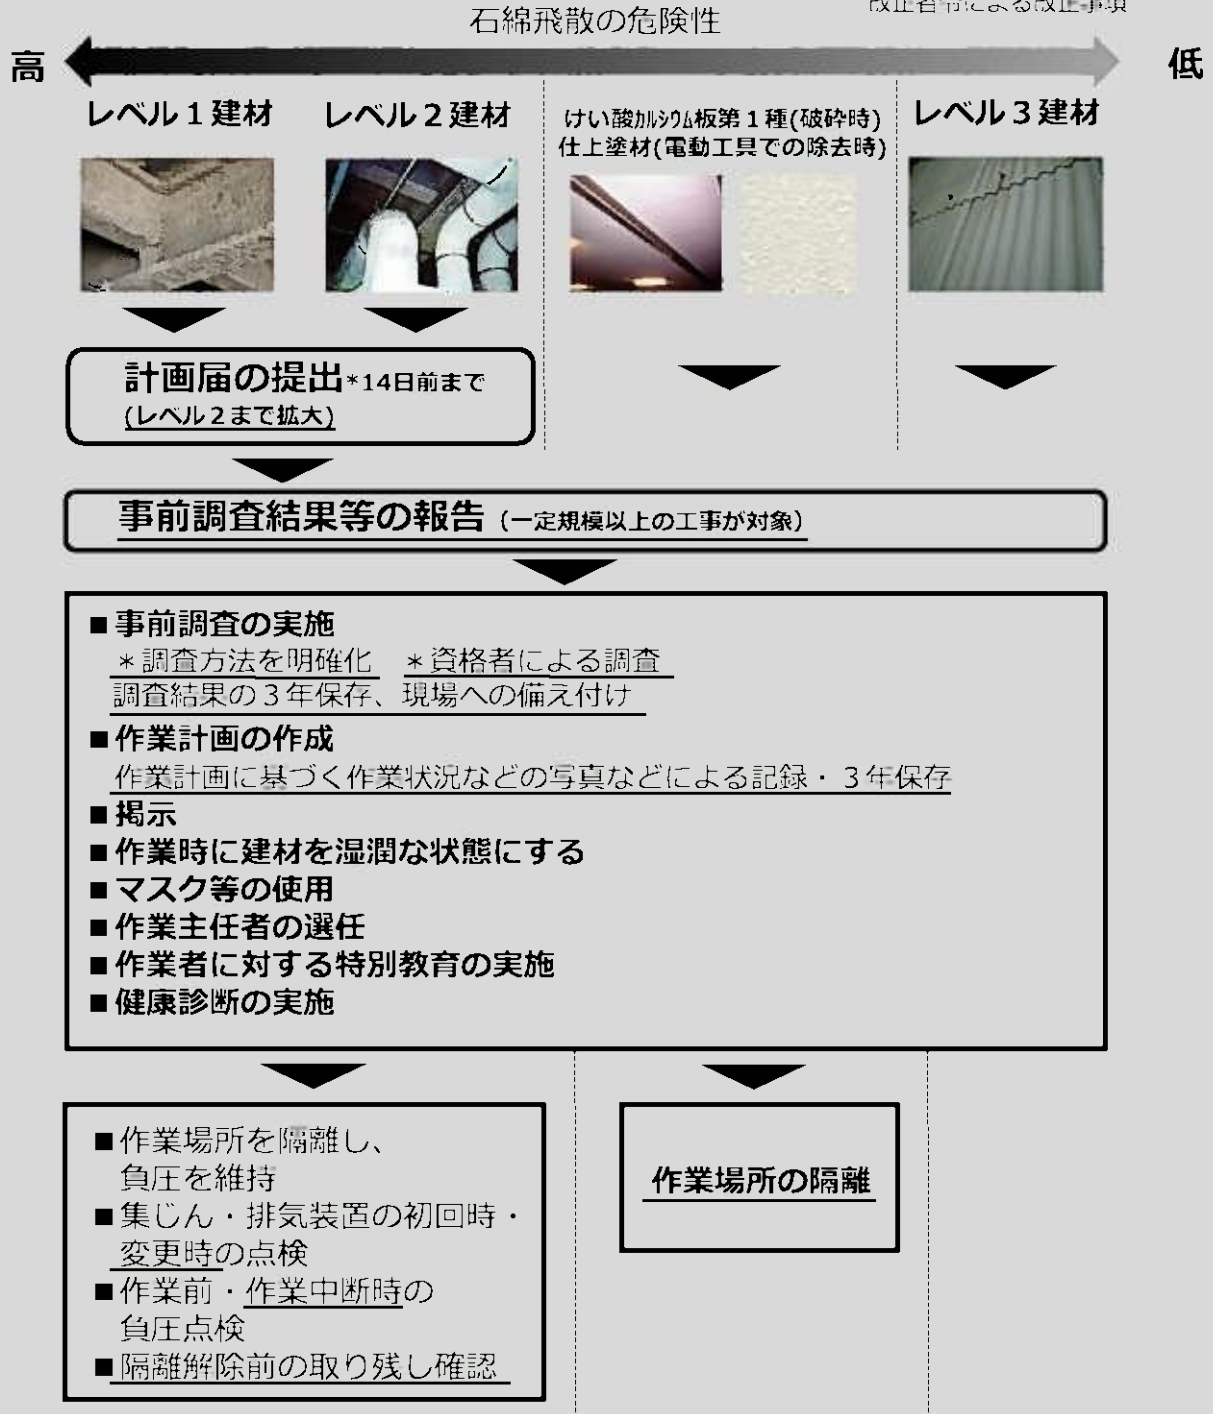 改正省令による改正事項
石綿飛散の危険性
高
低
レベル１建材
レベル２建材
けい酸カルシウム板第１種(破砕時)
仕上塗材(電動工具での除去時)
レベル３建材
計画届の提出*14日前まで
(レベル２まで拡大)
事前調査結果等の報告（一定規模以上の工事が対象）
■事前調査の実施
＊調査方法を明確化 ＊資格者による調査
調査結果の３年保存、現場への備え付け
■作業計画の作成
作業計画に基づく作業状況などの写真などによる記録・３年保存
■掲示
■作業時に建材を湿潤な状態にする
■マスク等の使用
■作業主任者の選任
■作業者に対する特別教育の実施
■健康診断の実施
■作業場所を隔離し、
負圧を維持
■集じん・排気装置の初回時・
変更時の点検
■作業前・作業中断時の
負圧点検
■隔離解除前の取り残し確認
作業場所の隔離